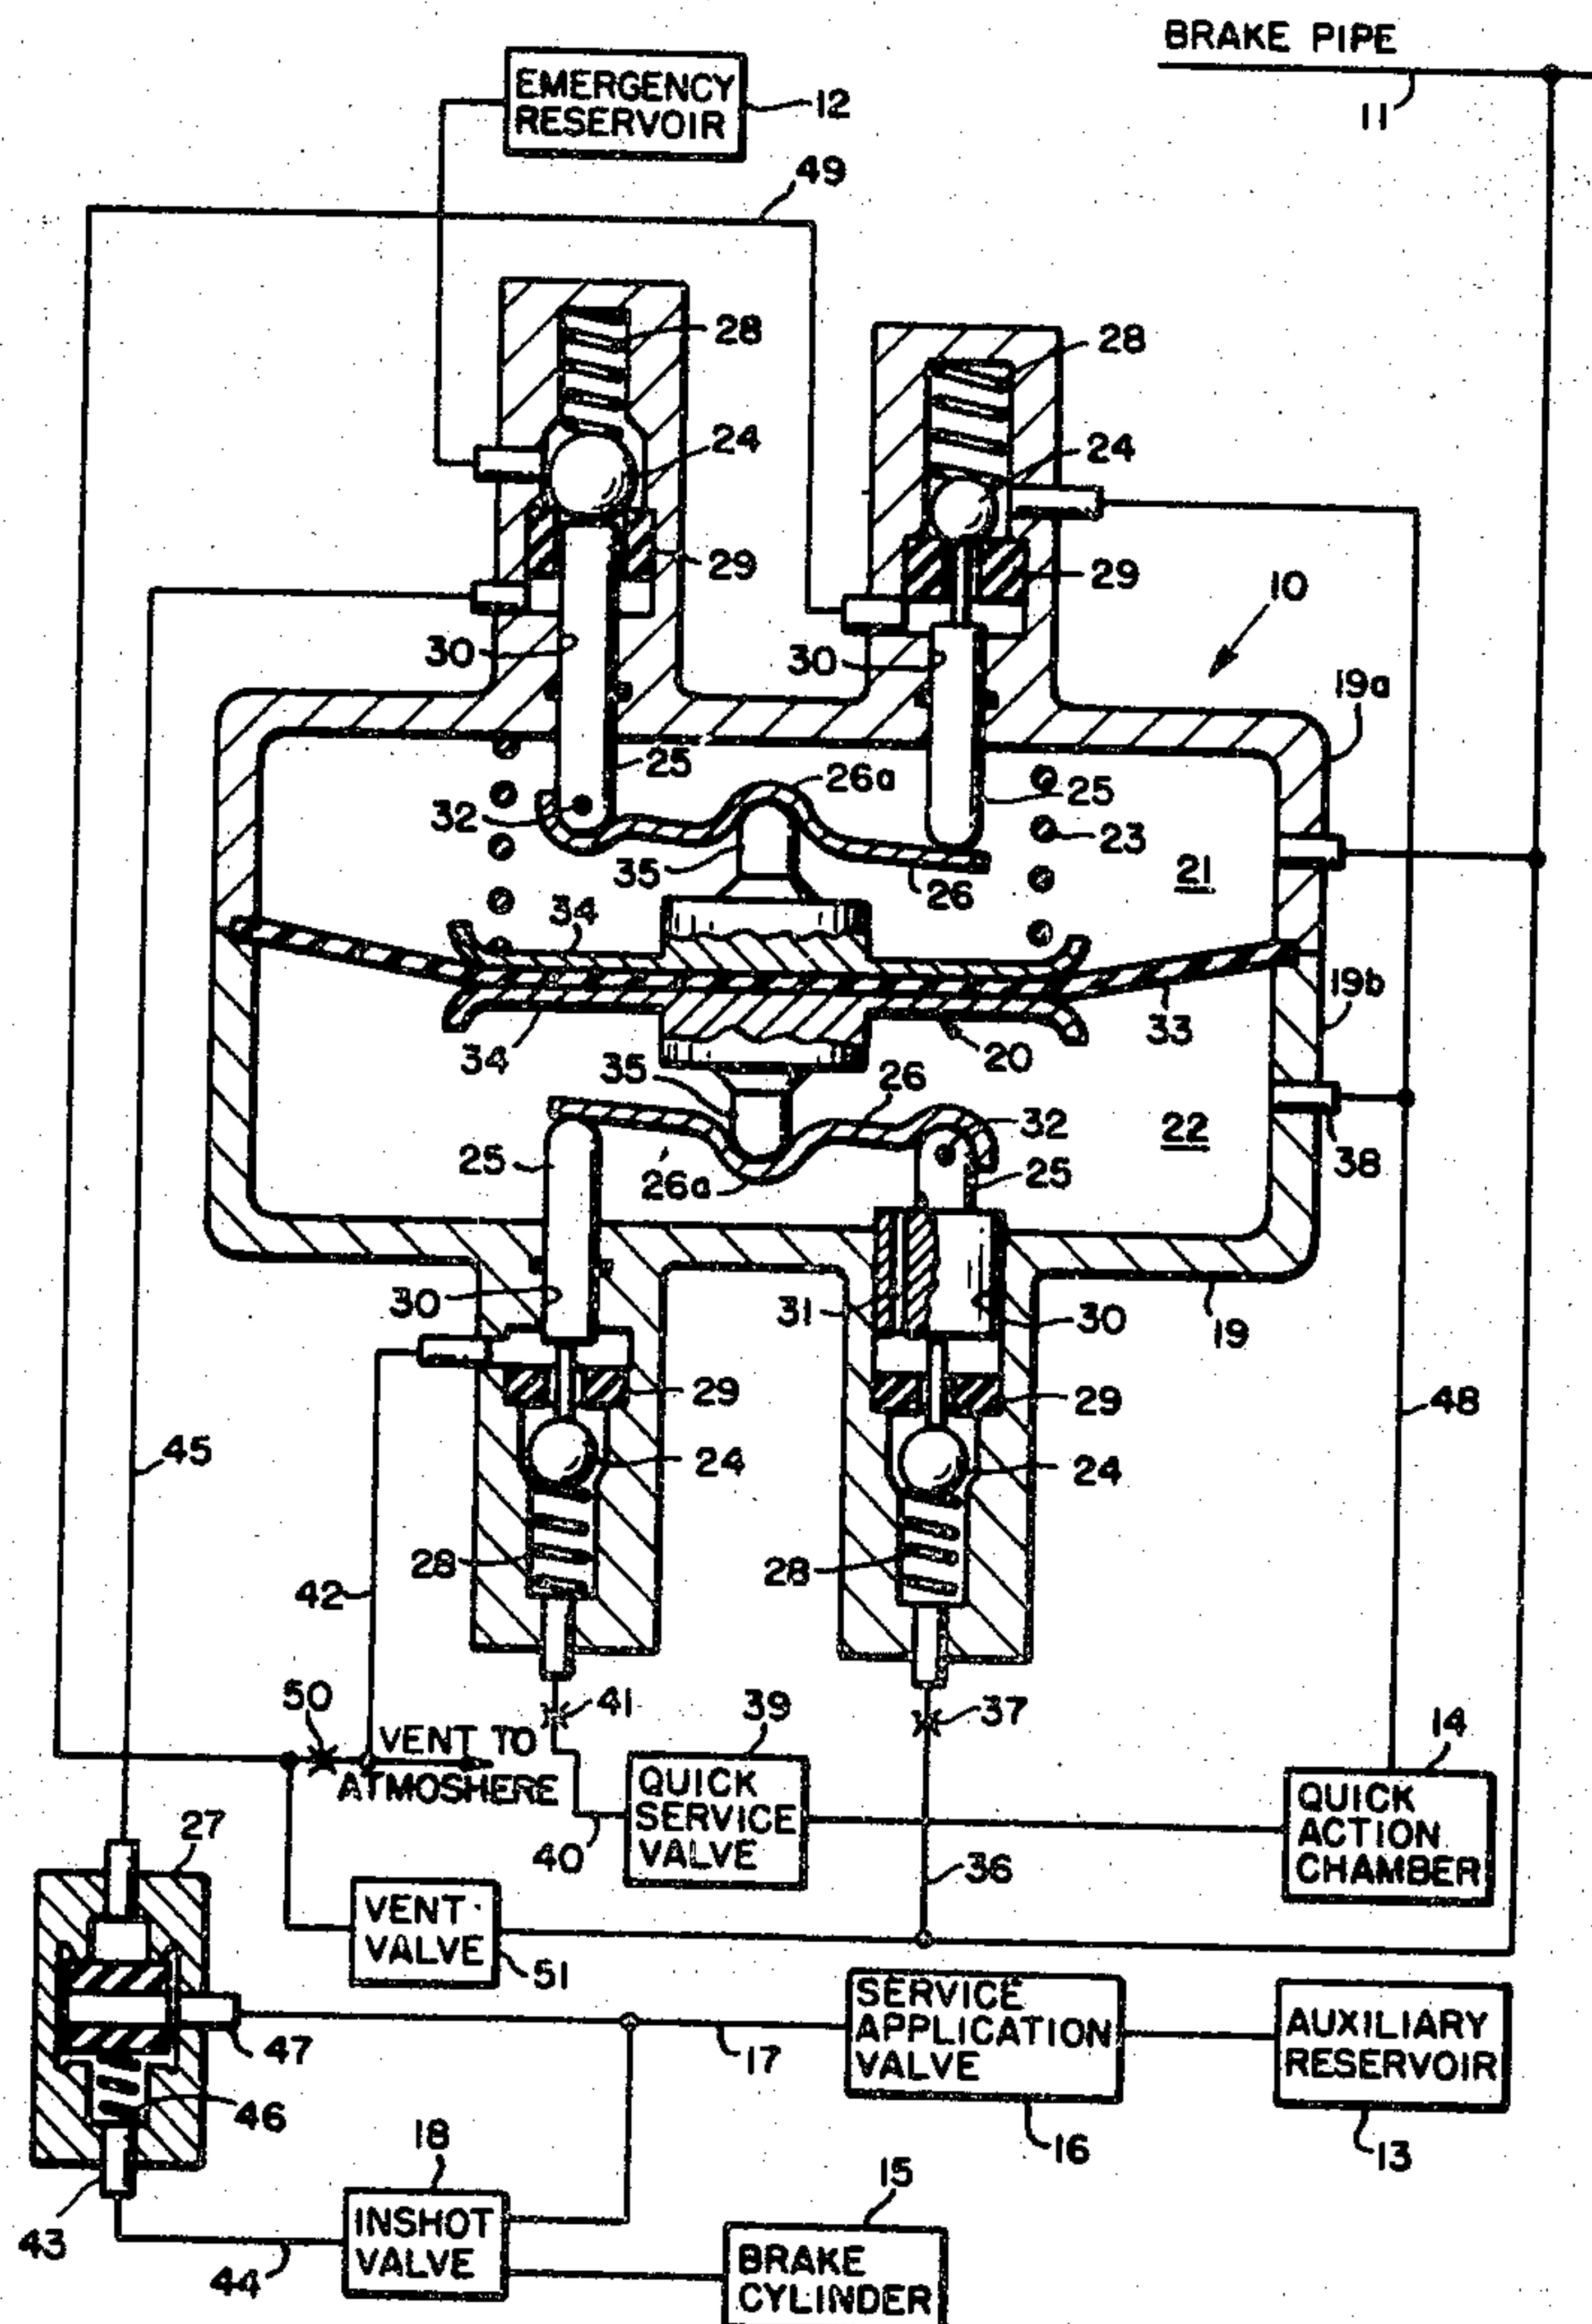 BRAKE PIPE
11
EMERGENCY
RESERVOIR
12
49
28
28
24
24
29
29
10
30
30
19a
25
26a
25
32
23
35
26
21
34
19b
33
34
20
35
26
32
22
25
26a
25
38
30
31
30
19
29
29
48
45
24
24
28
28
42
50
41
39
37
14
VENT TO
ATMOSHERE
QUICK
SERVICE
VALVE
QUICK
ACTION
CHAMBER
27
40
36
VENT
VALVE
51
SERVICE
APPLICATION
VALVE
AUXILIARY
RESERVOIR
47
17
46
18
16
13
15
43
INSHOT
VALVE
44
BRAKE
CYLINDER